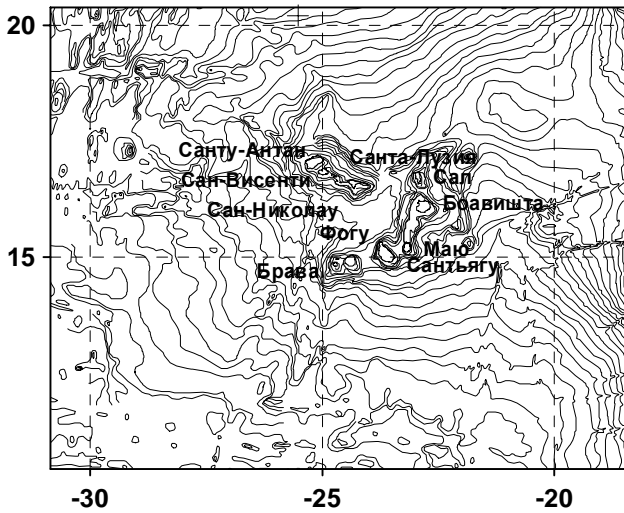 20
Санту-Антан
Санта-Лузия
Сан-Висенти
Сал
Сан-Николау
Боавишта
Фогу
Маю
15
Брава
Сантьягу
-30
-25
-20